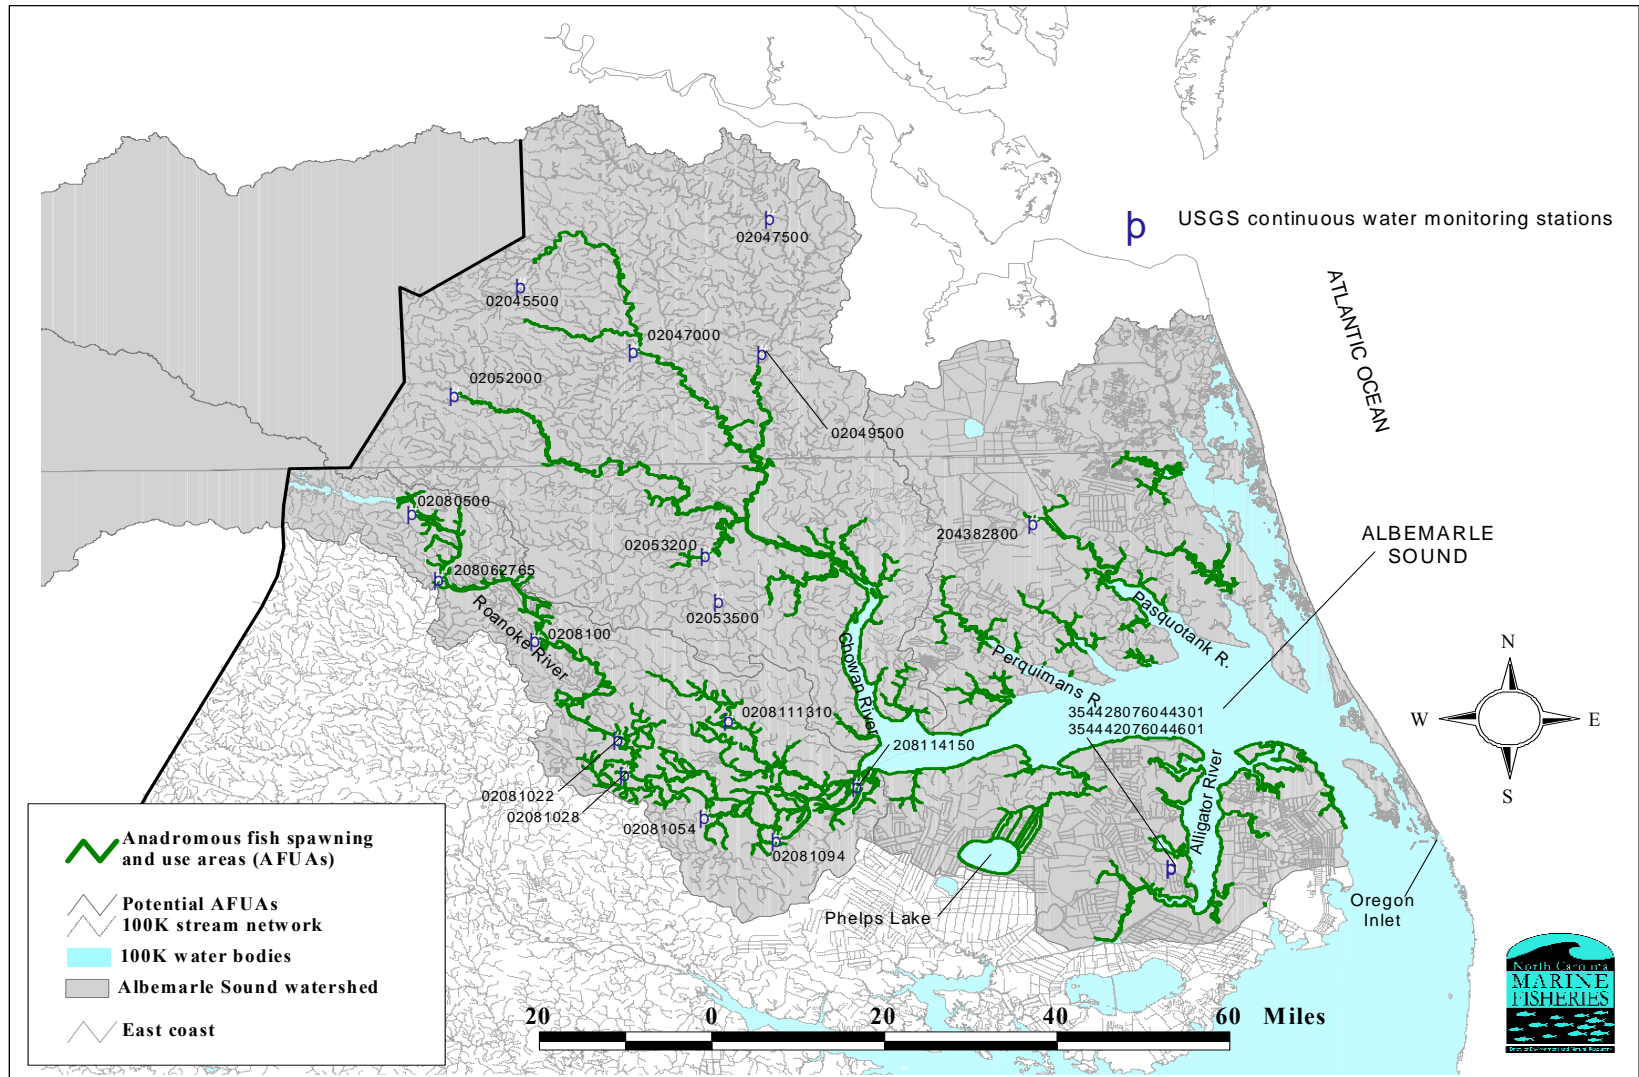 02047500
þ USGS continuous water monitoring stations
02045500
ATLANTIC OCEAN
02047000
02052000
02049500
02080500
204382800
ALBEMARLE
SOUND
02053200
208062765
02053500
Roanoke River
0208100
Chowan River
Pasquotank R.
Perquimans R.
0208111310
354428076044301
354442076044601
208114150
Alligator River
02081022
02081028
02081054
02081094
Phelps Lake
Oregon
Inlet
N
W
E
S
Anadromous fish spawning
and use areas (AFUAs)
Potential AFUAs
100K stream network
100K water bodies
Albemarle Sound watershed
East coast
20 0 20 40 60 Miles
North Carolina
MARINE
FISHERIES